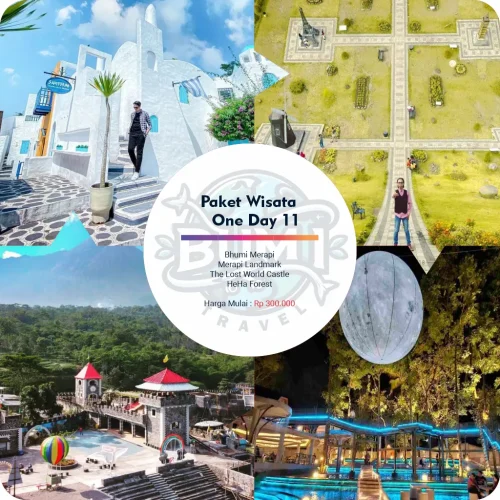 Paket Wisata
One Day 11
Bhumi Merapi
Merapi Landmark
The Lost World Castle
HeHa Forest
Harga Mulai : Rp 300.000
BHUMI
TRAVEL